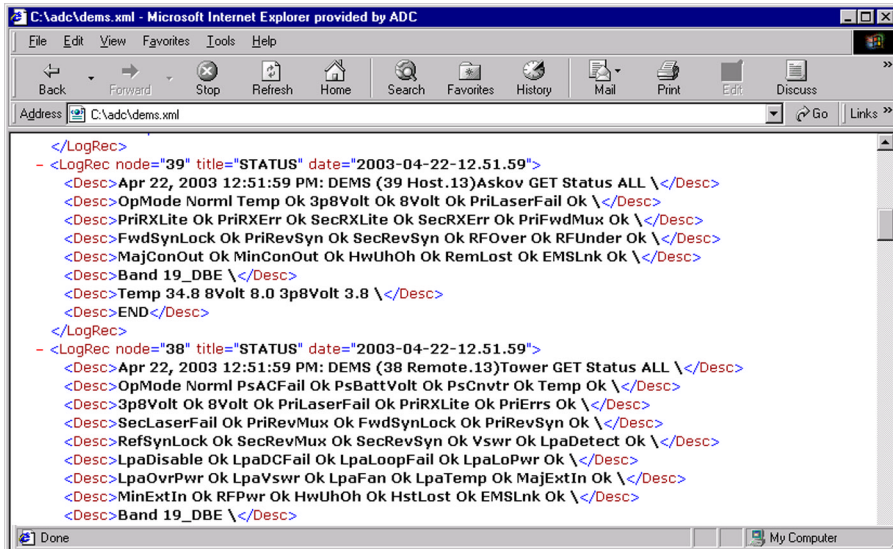 C:\adc\dems.xml - Microsoft Internet Explorer provided by ADC
File Edit View Favorites Tools Help
Back Forward Stop Refresh Home Search Favorites History Mail Print Edit Discuss »
Address C:\adc\dems.xml Go Links »
</LogRec>
- <LogRec node="39" title="STATUS" date="2003-04-22-12.51.59">
<Desc>Apr 22, 2003 12:51:59 PM: DEMS (39 Host.13)Askov GET Status ALL \</Desc>
<Desc>OpMode Norml Temp Ok 3p8Volt Ok 8Volt Ok PriLaserFail Ok \</Desc>
<Desc>PriRXLite Ok PriRXErr Ok SecRXLite Ok SecRXErr Ok PriFwdMux Ok \</Desc>
<Desc>FwdSynLock Ok PriRevSyn Ok SecRevSyn Ok RFOver Ok RFUnder Ok \</Desc>
<Desc>MajConOut Ok MinConOut Ok HwUhOh Ok RemLost Ok EMSLnk Ok \</Desc>
<Desc>Band 19_DBE \</Desc>
<Desc>Temp 34.8 8Volt 8.0 3p8Volt 3.8 \</Desc>
<Desc>END</Desc>
</LogRec>
- <LogRec node="38" title="STATUS" date="2003-04-22-12.51.59">
<Desc>Apr 22, 2003 12:51:59 PM: DEMS (38 Remote.13)Tower GET Status ALL \</Desc>
<Desc>OpMode Norml PsACFail Ok PsBattVolt Ok PsCnvtr Ok Temp Ok \</Desc>
<Desc>3p8Volt Ok 8Volt Ok PriLaserFail Ok PriRXLite Ok PriErrs Ok \</Desc>
<Desc>SecLaserFail Ok PriRevMux Ok FwdSynLock Ok PriRevSyn Ok \</Desc>
<Desc>RefSynLock Ok SecRevMux Ok SecRevSyn Ok Vswr Ok LpaDetect Ok \</Desc>
<Desc>LpaDisable Ok LpaDCFail Ok LpaLoopFail Ok LpaLoPwr Ok \</Desc>
<Desc>LpaOvrPwr Ok LpaVswr Ok LpaFan Ok LpaTemp Ok MajExtIn Ok \</Desc>
<Desc>MinExtIn Ok RFPwr Ok HwUhOh Ok HstLost Ok EMSLnk Ok \</Desc>
<Desc>Band 19_DBE \</Desc>
Done My Computer